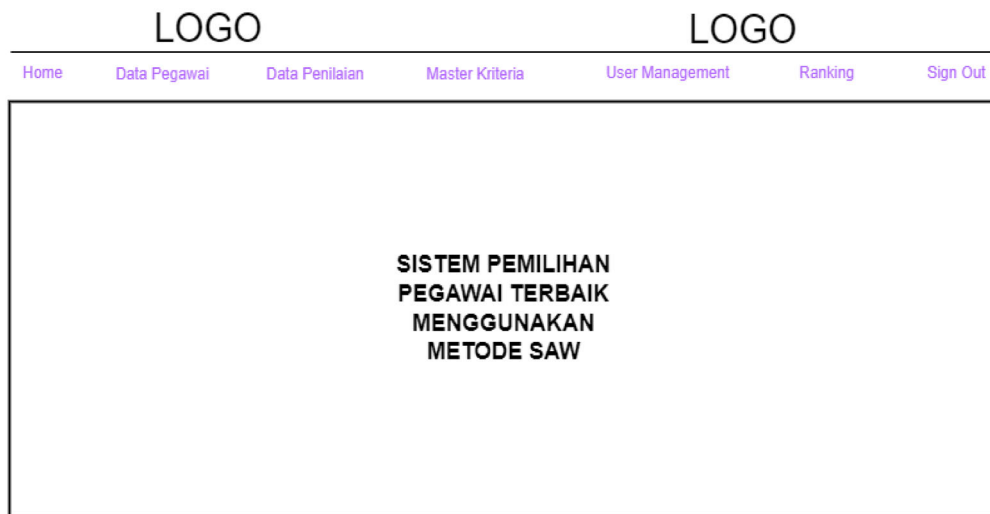 LOGO LOGO
Home Data Pegawai Data Penilaian Master Kriteria User Management Ranking Sign Out
SISTEM PEMILIHAN
PEGAWAI TERBAIK
MENGGUNAKAN
METODE SAW